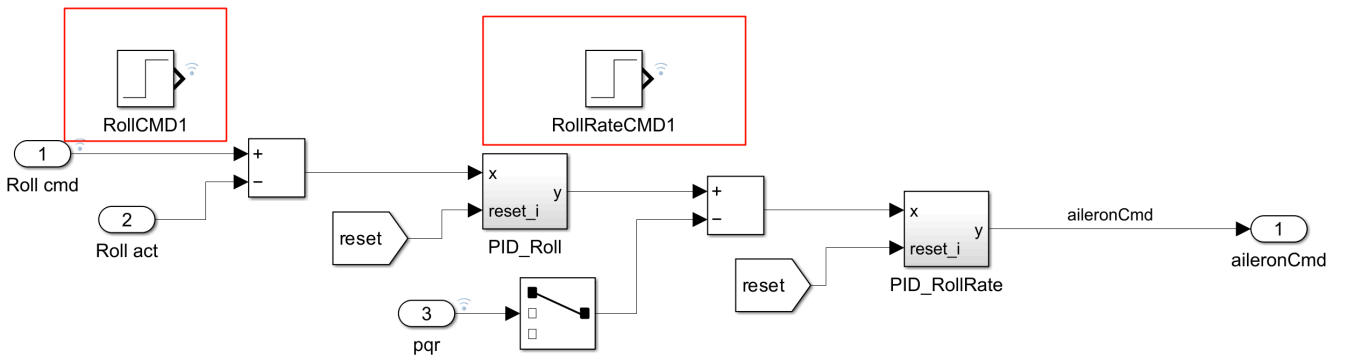 RollCMD1
RollRateCMD1
1
Roll cmd
+
−
2
Roll act
reset
x
reset_i
y
PID_Roll
3
pqr
+
−
reset
x
reset_i
y
PID_RollRate
aileronCmd
1
aileronCmd